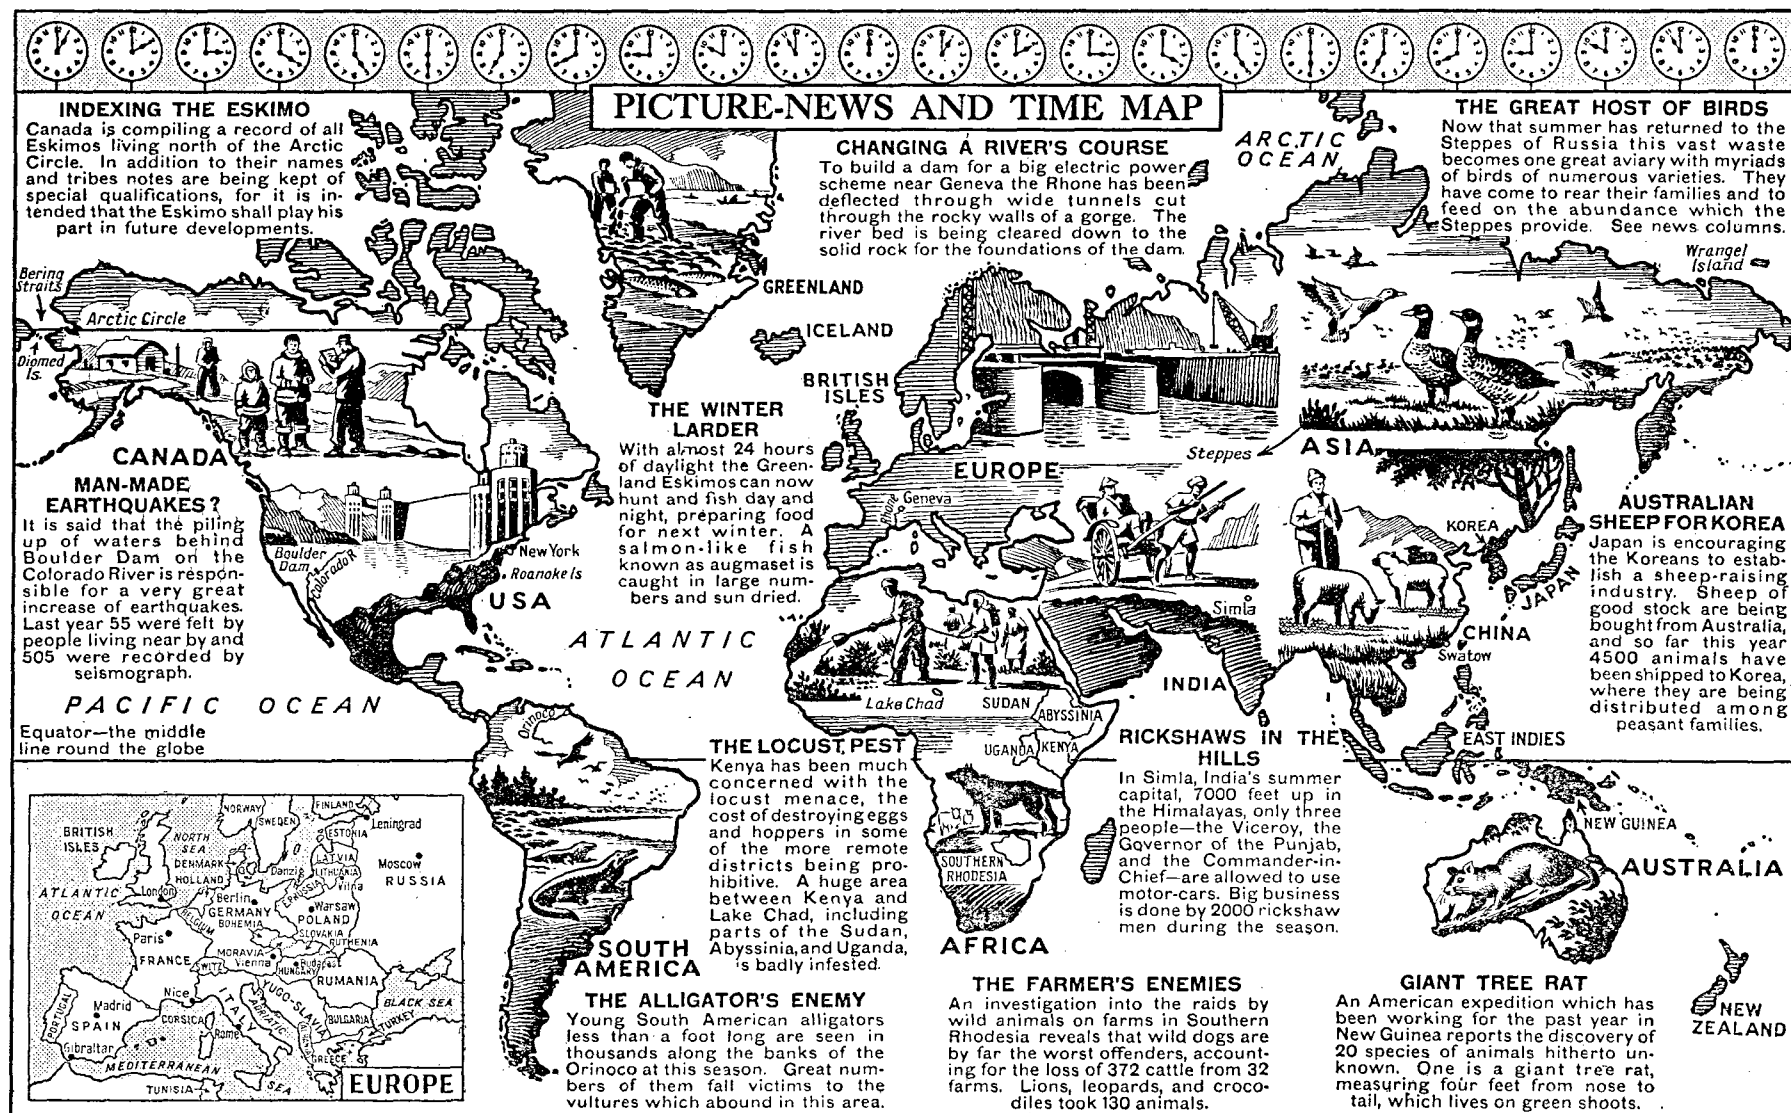 PICTURE-NEWS AND TIME MAP
INDEXING THE ESKIMO
Canada is compiling a record of all
Eskimos living north of the Arctic
Circle. In addition to their names
and tribes notes are being kept of
special qualifications, for it is in-
tended that the Eskimo shall play his
part in future developments.
CHANGING A RIVER'S COURSE
To build a dam for a big electric power
scheme near Geneva the Rhone has been
deflected through wide tunnels cut
through the rocky walls of a gorge. The
river bed is being cleared down to the
solid rock for the foundations of the dam.
ARCTIC
OCEAN
THE GREAT HOST OF BIRDS
Now that summer has returned to the
Steppes of Russia this vast waste
becomes one great aviary with myriads
of birds of numerous varieties. They
have come to rear their families and to
feed on the abundance which the
Steppes provide. See news columns.
Wrangel
Island
Bering
Straits
Arctic Circle
Diomed
Is.
GREENLAND
ICELAND
BRITISH
ISLES
CANADA
MAN-MADE
EARTHQUAKES?
It is said that the piling
up of waters behind
Boulder Dam on the
Colorado River is respon-
sible for a very great
increase of earthquakes.
Last year 55 were felt by
people living near by and
505 were recorded by
seismograph.
Boulder
Dam
Colorado R
New York
Roanoke Is
USA
THE WINTER
LARDER
With almost 24 hours
of daylight the Green-
land Eskimos can now
hunt and fish day and
night, preparing food
for next winter. A
salmon-like fish
known as augmaset is
caught in large num-
bers and sun dried.
EUROPE
Rhone
Geneva
Steppes
ASIA
KOREA
JAPAN
AUSTRALIAN
SHEEP FOR KOREA
Japan is encouraging
the Koreans to estab-
lish a sheep-raising
industry. Sheep of
good stock are being
bought from Australia,
and so far this year
4500 animals have
been shipped to Korea,
where they are being
distributed among
peasant families.
Simla
CHINA
Swatow
INDIA
ATLANTIC
OCEAN
PACIFIC OCEAN
Equator—the middle
line round the globe
Orinoco
Lake Chad
SUDAN
ABYSSINIA
UGANDA
KENYA
EAST INDIES
THE LOCUST PEST
Kenya has been much
concerned with the
locust menace, the
cost of destroying eggs
and hoppers in some
of the more remote
districts being pro-
hibitive. A huge area
between Kenya and
Lake Chad, including
parts of the Sudan,
Abyssinia, and Uganda,
is badly infested.
RICKSHAWS IN THE
HILLS
In Simla, India's summer
capital, 7000 feet up in
the Himalayas, only three
people—the Viceroy, the
Governor of the Punjab,
and the Commander-in-
Chief—are allowed to use
motor-cars. Big business
is done by 2000 rickshaw
men during the season.
SOUTHERN
RHODESIA
NEW GUINEA
AUSTRALIA
SOUTH
AMERICA
AFRICA
THE ALLIGATOR'S ENEMY
Young South American alligators
less than a foot long are seen in
thousands along the banks of the
Orinoco at this season. Great num-
bers of them fall victims to the
vultures which abound in this area.
THE FARMER'S ENEMIES
An investigation into the raids by
wild animals on farms in Southern
Rhodesia reveals that wild dogs are
by far the worst offenders, account-
ing for the loss of 372 cattle from 32
farms. Lions, leopards, and croco-
diles took 130 animals.
GIANT TREE RAT
An American expedition which has
been working for the past year in
New Guinea reports the discovery of
20 species of animals hitherto un-
known. One is a giant tree rat,
measuring four feet from nose to
tail, which lives on green shoots.
NEW
ZEALAND
NORWAY
SWEDEN
FINLAND
Leningrad
ESTONIA
BRITISH
ISLES
NORTH
SEA
LATVIA
LITHUANIA
Moscow
RUSSIA
DENMARK
HOLLAND
Danzig
Vilna
E. PRUSSIA
ATLANTIC
OCEAN
London
Berlin
GERMANY
Warsaw
POLAND
BELGIUM
BOHEMIA
SLOVAKIA
RUTHENIA
Paris
FRANCE
MORAVIA
Vienna
SWITZ
Budapest
HUNGARY
RUMANIA
Nice
ITALY
YUGO-SLAVIA
ADRIATIC
BLACK SEA
PORTUGAL
Madrid
SPAIN
CORSICA
Rome
BULGARIA
TURKEY
Gibraltar
GREECE
MEDITERRANEAN
SEA
TUNISIA
EUROPE